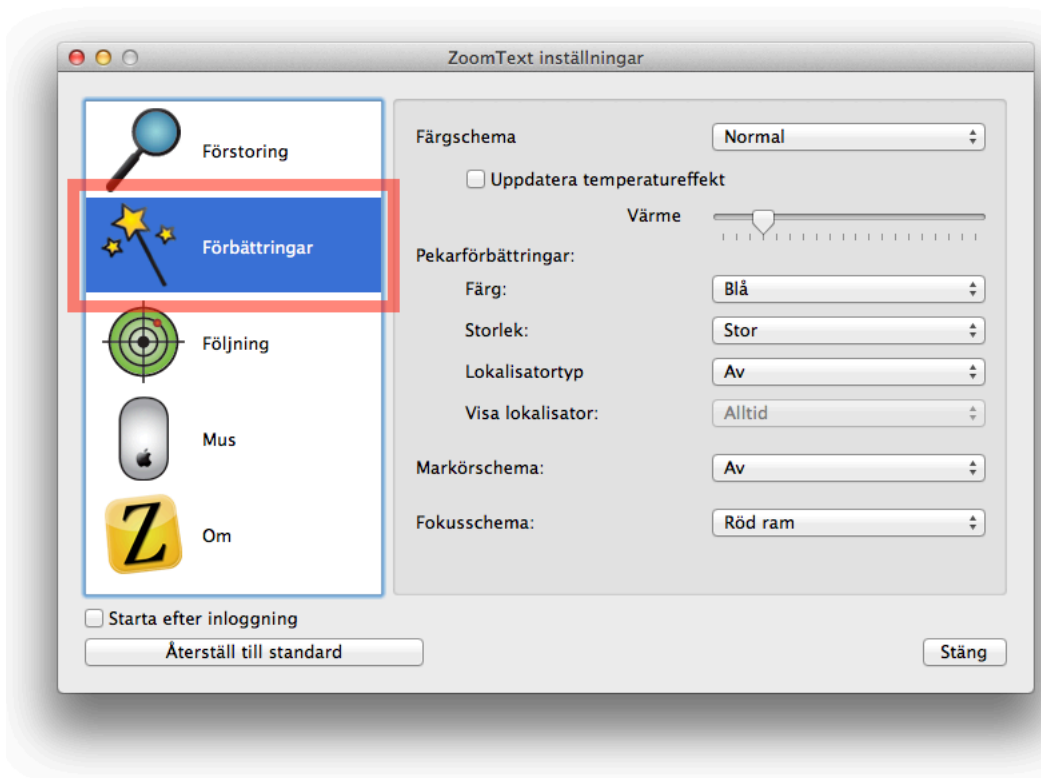 ZoomText inställningar
Förstoring
Förbättringar
Följning
Mus
Z
Om
Färgschema Normal
Uppdatera temperatureffekt
Värme
Pekarförbättringar:
Färg: Blå
Storlek: Stor
Lokalisatortyp Av
Visa lokalisator: Alltid
Markörschema: Av
Fokusschema: Röd ram
Starta efter inloggning
Återställ till standard
Stäng